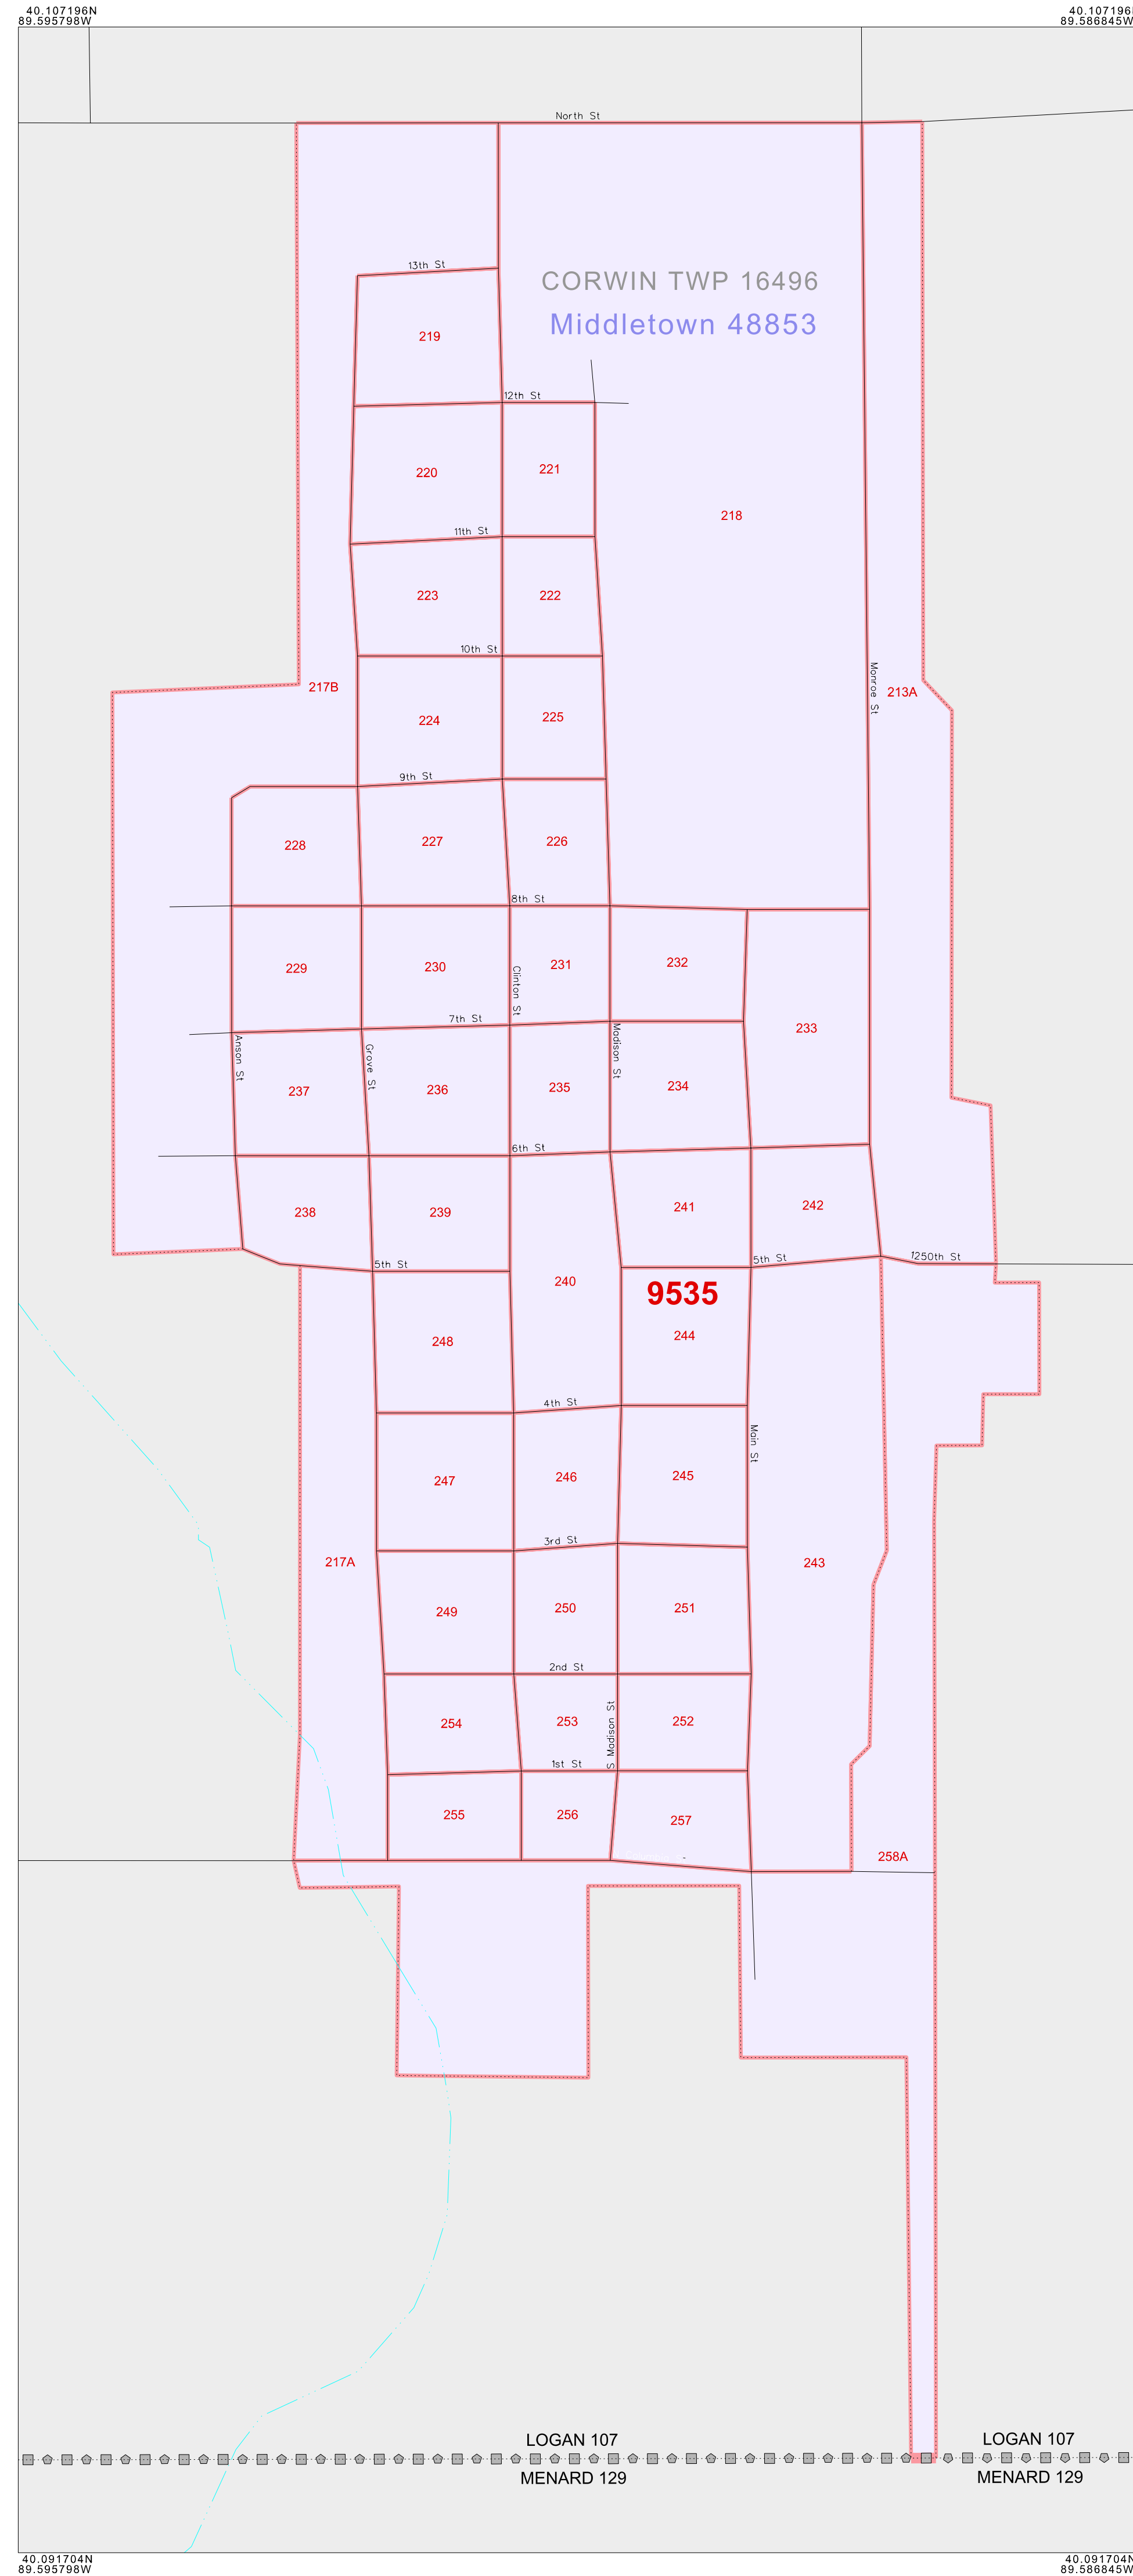 40.107196N
89.595798W
40.107196N
89.586845W
North St
13th St
CORWIN TWP 16496
Middletown 48853
219
12th St
220
221
218
11th St
223
222
10th St
Monroe St
217B
213A
224
225
9th St
228
227
226
8th St
229
230
231
232
Clinton St
7th St
233
Anson St
Grove St
Madison St
237
236
235
234
6th St
238
239
241
242
5th St
5th St
1250th St
240
9535
248
244
4th St
Main St
247
246
245
3rd St
217A
243
249
250
251
2nd St
254
253
S Madison St
252
1st St
255
256
257
258A
LOGAN 107
LOGAN 107
MENARD 129
MENARD 129
40.091704N
89.595798W
40.091704N
89.586845W